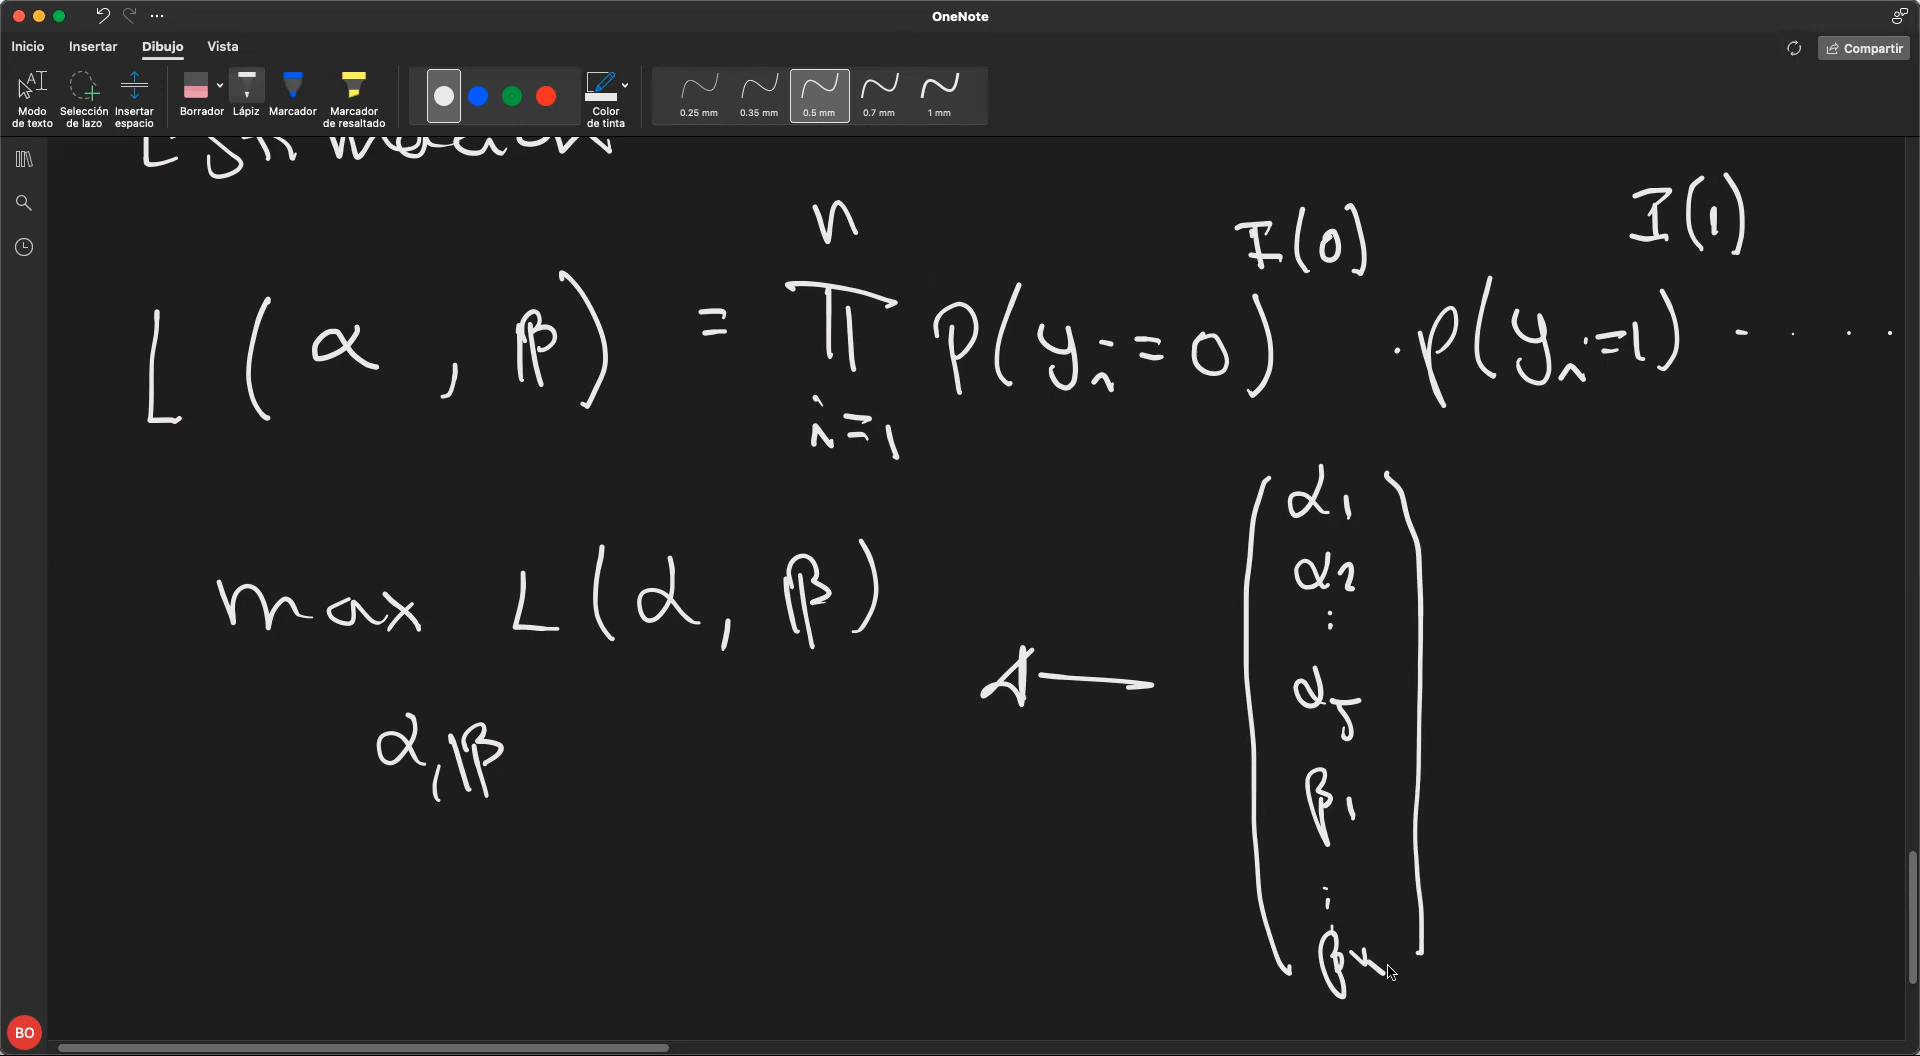 OneNote
Inicio Insertar Dibujo Vista
Compartir
Modo de texto
Selección de lazo
Insertar espacio
Borrador
Lápiz
Marcador
Marcador de resaltado
Color de tinta
0.25 mm 0.35 mm 0.5 mm 0.7 mm 1 mm
L(α, β) = ∏ᵢ₌₁ⁿ P(yᵢ = 0)^I(0) · P(yᵢ = 1)^I(1) - · · ·
max L(α, β)
α, β
α₁
α₂
⋮
αJ
β₁
⋮
βK
BO